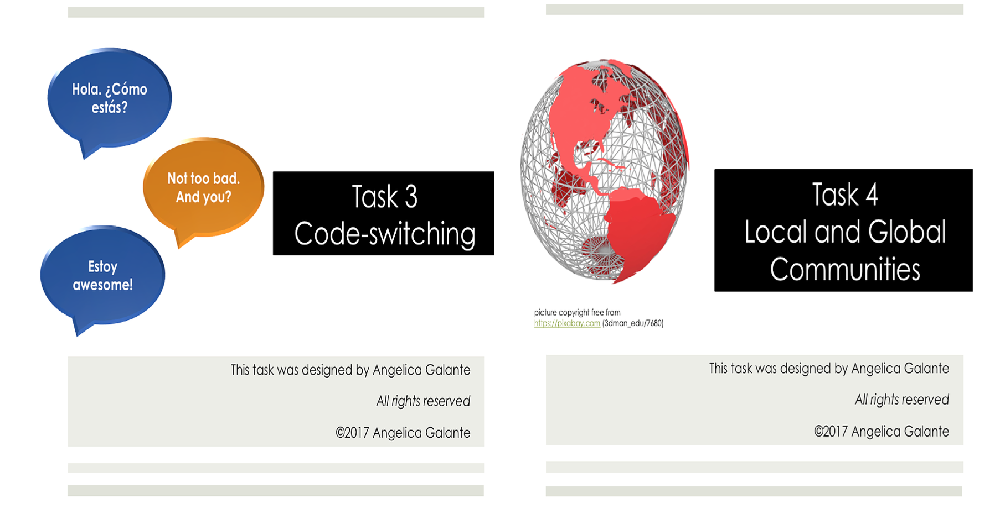 Hola. ¿Cómo
estás?
Not too bad.
And you?
Estoy
awesome!
Task 3
Code-switching
This task was designed by Angelica Galante
All rights reserved
©2017 Angelica Galante
Task 4
Local and Global
Communities
picture copyright free from
https://pixabay.com (3dman_edu/7680)
This task was designed by Angelica Galante
All rights reserved
©2017 Angelica Galante